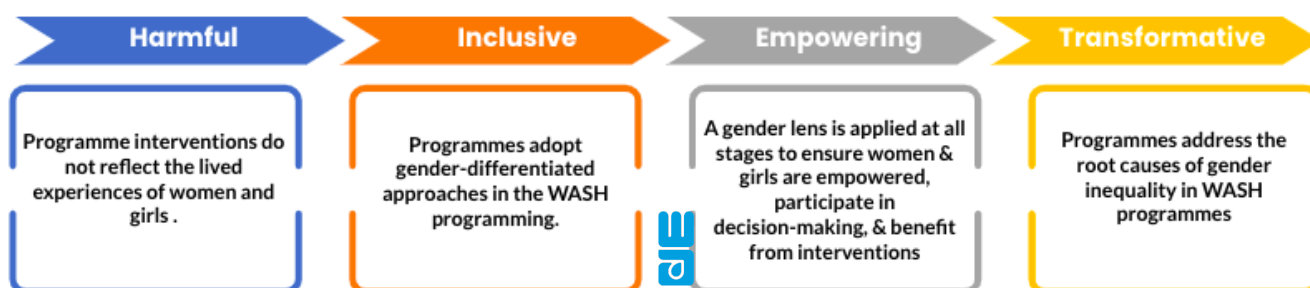 Harmful
Inclusive
Empowering
Transformative
Programme interventions do
not reflect the lived
experiences of women and
girls .
Programmes adopt
gender-differentiated
approaches in the WASH
programming.
A gender lens is applied at all
stages to ensure women &
girls are empowered,
participate in
decision-making, & benefit
from interventions
Programmes address the
root causes of gender
inequality in WASH
programmes